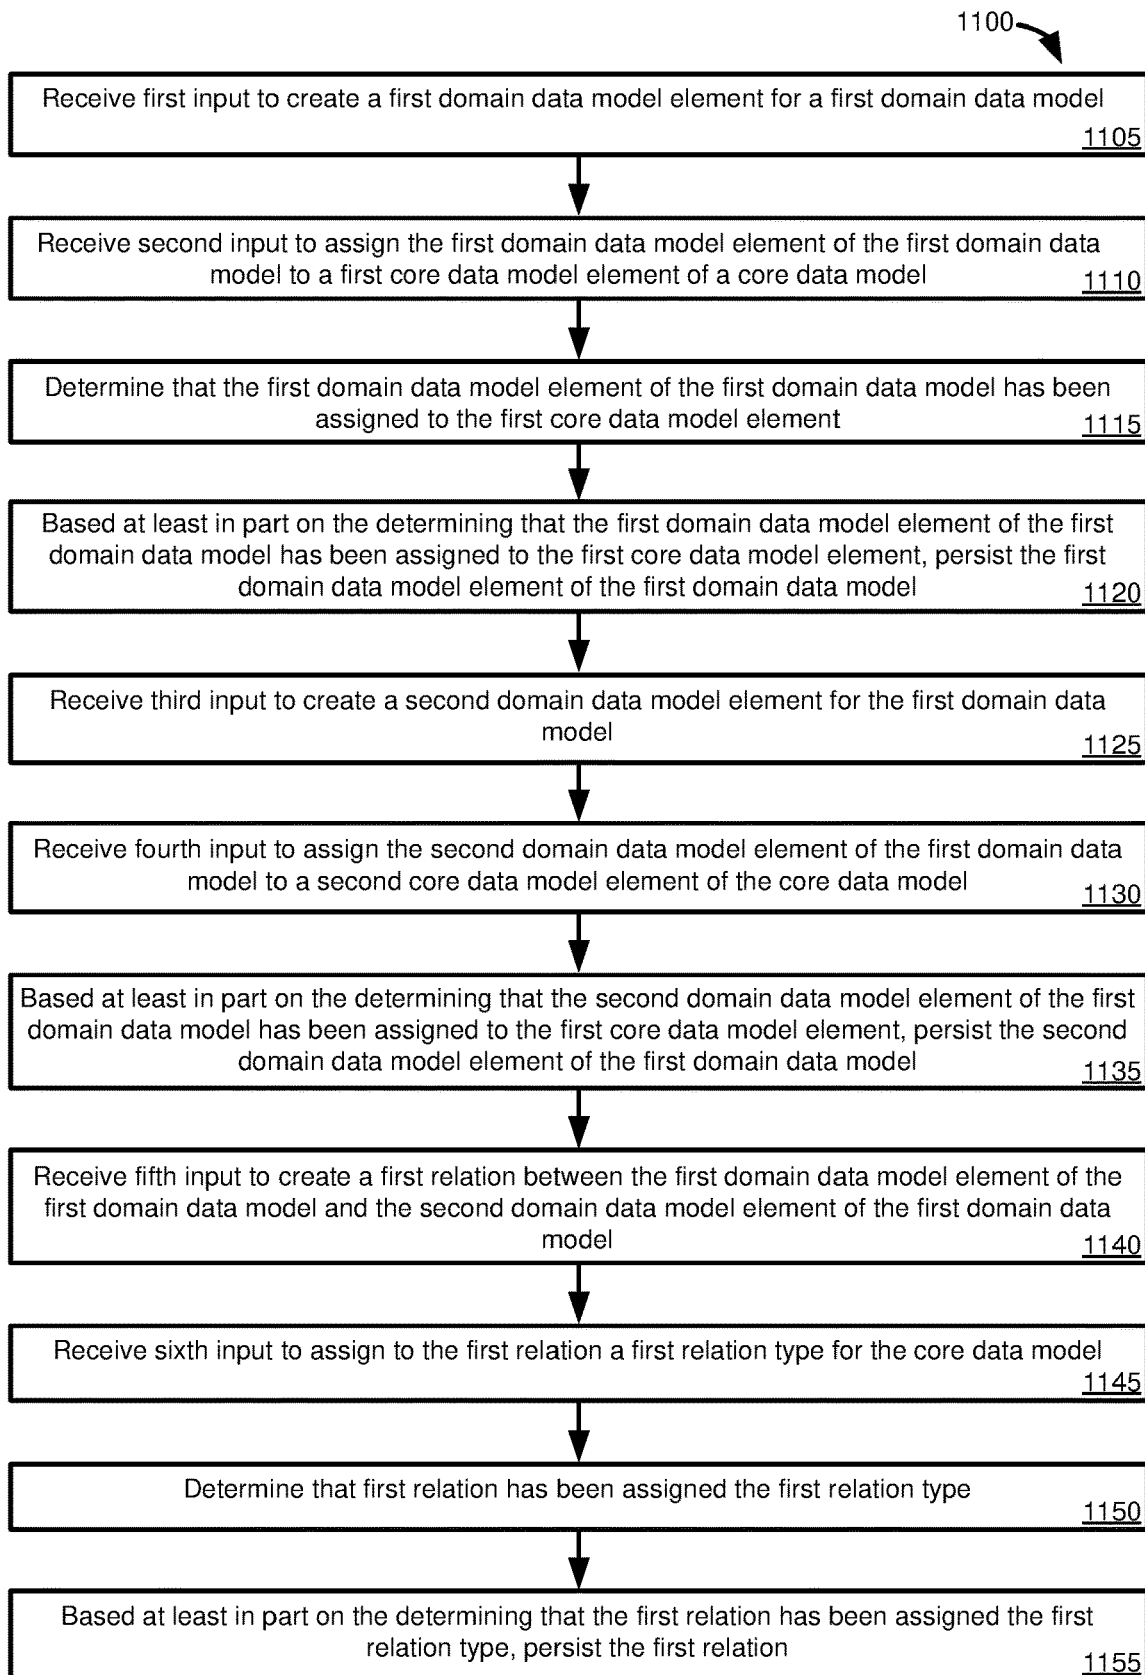 1100
Receive first input to create a first domain data model element for a first domain data model
1105
Receive second input to assign the first domain data model element of the first domain data
model to a first core data model element of a core data model
1110
Determine that the first domain data model element of the first domain data model has been
assigned to the first core data model element
1115
Based at least in part on the determining that the first domain data model element of the first
domain data model has been assigned to the first core data model element, persist the first
domain data model element of the first domain data model
1120
Receive third input to create a second domain data model element for the first domain data
model
1125
Receive fourth input to assign the second domain data model element of the first domain data
model to a second core data model element of the core data model
1130
Based at least in part on the determining that the second domain data model element of the first
domain data model has been assigned to the first core data model element, persist the second
domain data model element of the first domain data model
1135
Receive fifth input to create a first relation between the first domain data model element of the
first domain data model and the second domain data model element of the first domain data
model
1140
Receive sixth input to assign to the first relation a first relation type for the core data model
1145
Determine that first relation has been assigned the first relation type
1150
Based at least in part on the determining that the first relation has been assigned the first
relation type, persist the first relation
1155